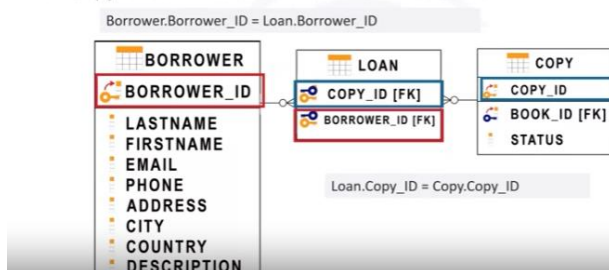 Borrower.Borrower_ID = Loan.Borrower_ID
BORROWER
BORROWER_ID
LASTNAME
FIRSTNAME
EMAIL
PHONE
ADDRESS
CITY
COUNTRY
DESCRIPTION
LOAN
COPY_ID [FK]
BORROWER_ID [FK]
COPY
COPY_ID
BOOK_ID [FK]
STATUS
Loan.Copy_ID = Copy.Copy_ID